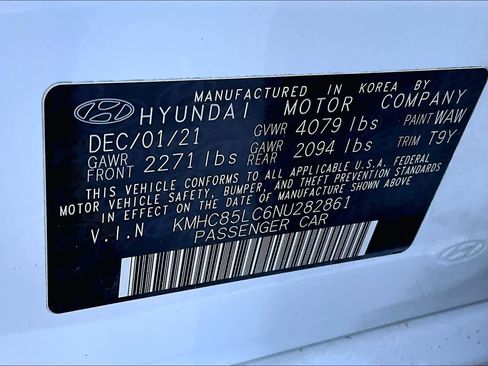 MANUFACTURED IN KOREA BY
HYUNDAI MOTOR COMPANY
DEC/01/21 GVWR 4079 lbs PAINT WAW
GAWR FRONT 2271 lbs GAWR REAR 2094 lbs TRIM T9Y
THIS VEHICLE CONFORMS TO ALL APPLICABLE U.S.A. FEDERAL
MOTOR VEHICLE SAFETY, BUMPER, AND THEFT PREVENTION STANDARDS
IN EFFECT ON THE DATE OF MANUFACTURE SHOWN ABOVE
V.I.N KMHC85LC6NU282861
PASSENGER CAR